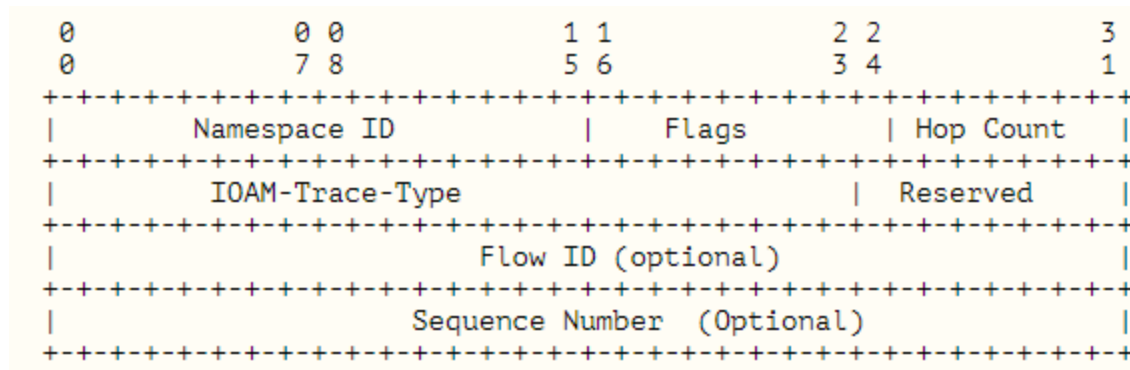 0 0 0 1 1 2 2 3
0 7 8 5 6 3 4 1
+-+-+-+-+-+-+-+-+-+-+-+-+-+-+-+-+-+-+-+-+-+-+-+-+-+-+-+-+-+-+-+-+
| Namespace ID | Flags | Hop Count |
+-+-+-+-+-+-+-+-+-+-+-+-+-+-+-+-+-+-+-+-+-+-+-+-+-+-+-+-+-+-+-+-+
| IOAM-Trace-Type | Reserved |
+-+-+-+-+-+-+-+-+-+-+-+-+-+-+-+-+-+-+-+-+-+-+-+-+-+-+-+-+-+-+-+-+
| Flow ID (optional) |
+-+-+-+-+-+-+-+-+-+-+-+-+-+-+-+-+-+-+-+-+-+-+-+-+-+-+-+-+-+-+-+-+
| Sequence Number (Optional) |
+-+-+-+-+-+-+-+-+-+-+-+-+-+-+-+-+-+-+-+-+-+-+-+-+-+-+-+-+-+-+-+-+